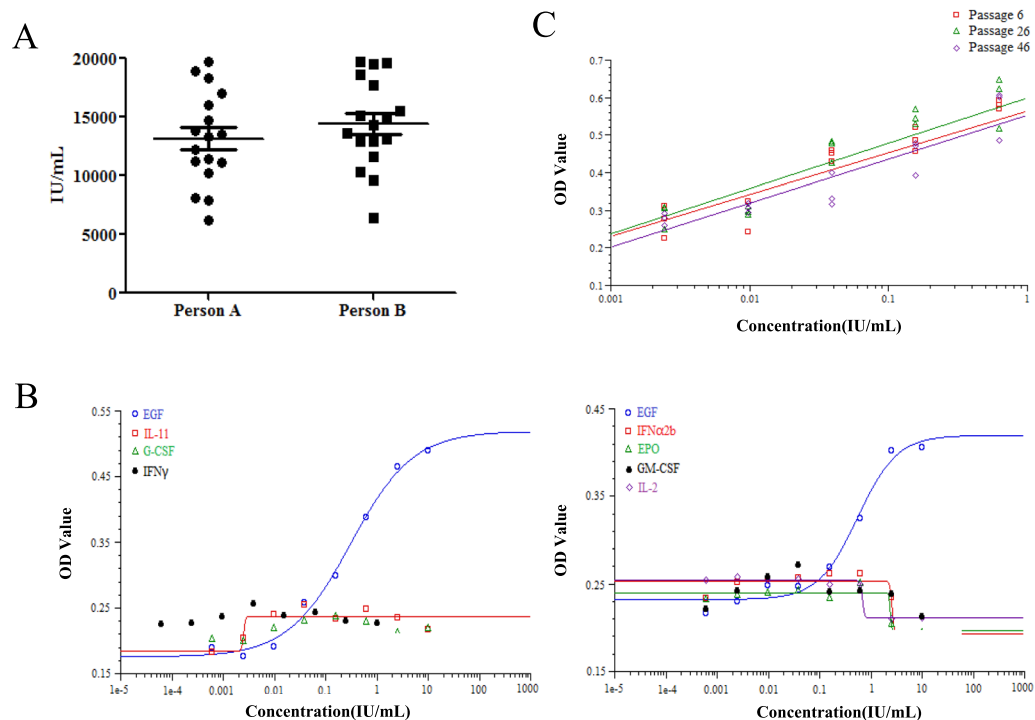 A
20000
15000
10000
5000
0
IU/mL
Person A
Person B
C
Passage 6
Passage 26
Passage 46
0.7
0.6
0.5
0.4
0.3
0.2
0.1
OD Value
0.001
0.01
0.1
1
Concentration(IU/mL)
B
EGF
IL-11
G-CSF
IFNγ
0.55
0.45
0.35
0.25
0.15
OD Value
1e-5
1e-4
0.001
0.01
0.1
1
10
100
1000
Concentration(IU/mL)
EGF
IFNα2b
EPO
GM-CSF
IL-2
0.45
0.35
0.25
0.15
OD Value
1e-5
1e-4
0.001
0.01
0.1
1
10
100
1000
Concentration(IU/mL)